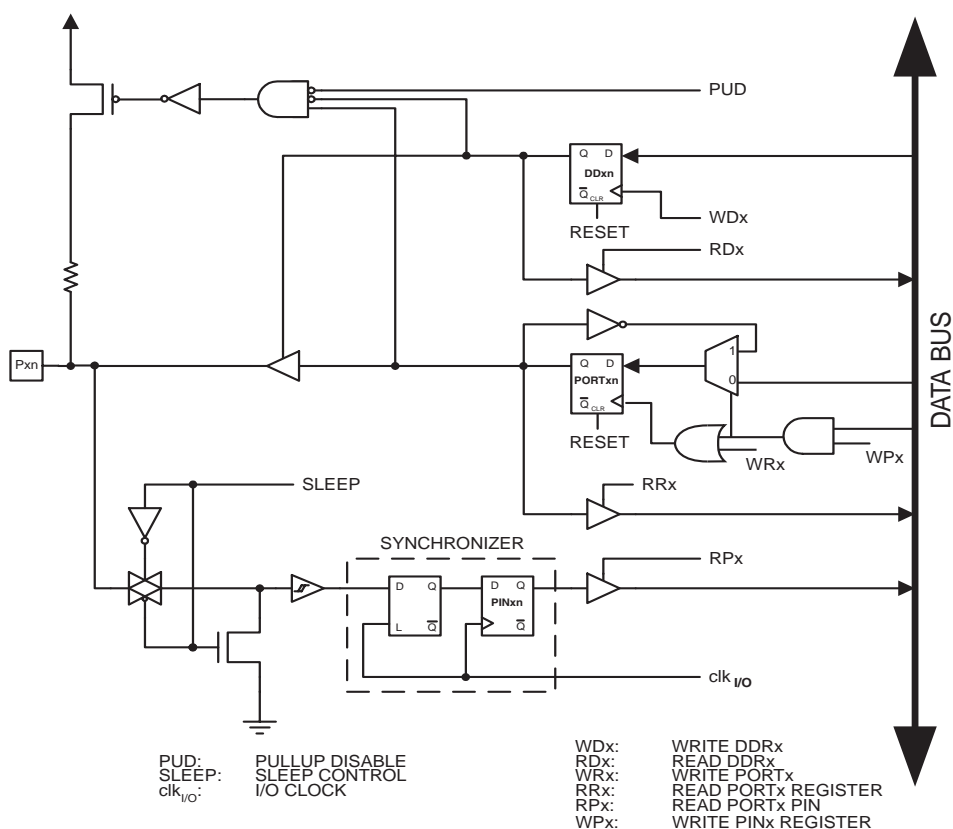 PUD
Q D
DDxn
Q CLR
WDx
RESET
RDx
Pxn
1
Q D
PORTxn
0
Q CLR
RESET
WRx
WPx
DATA BUS
SLEEP
RRx
SYNCHRONIZER
RPx
D Q
D Q
PINxn
L Q
Q
clk I/O
PUD: PULLUP DISABLE
SLEEP: SLEEP CONTROL
clk I/O: I/O CLOCK
WDx: WRITE DDRx
RDx: READ DDRx
WRx: WRITE PORTx
RRx: READ PORTx REGISTER
RPx: READ PORTx PIN
WPx: WRITE PINx REGISTER